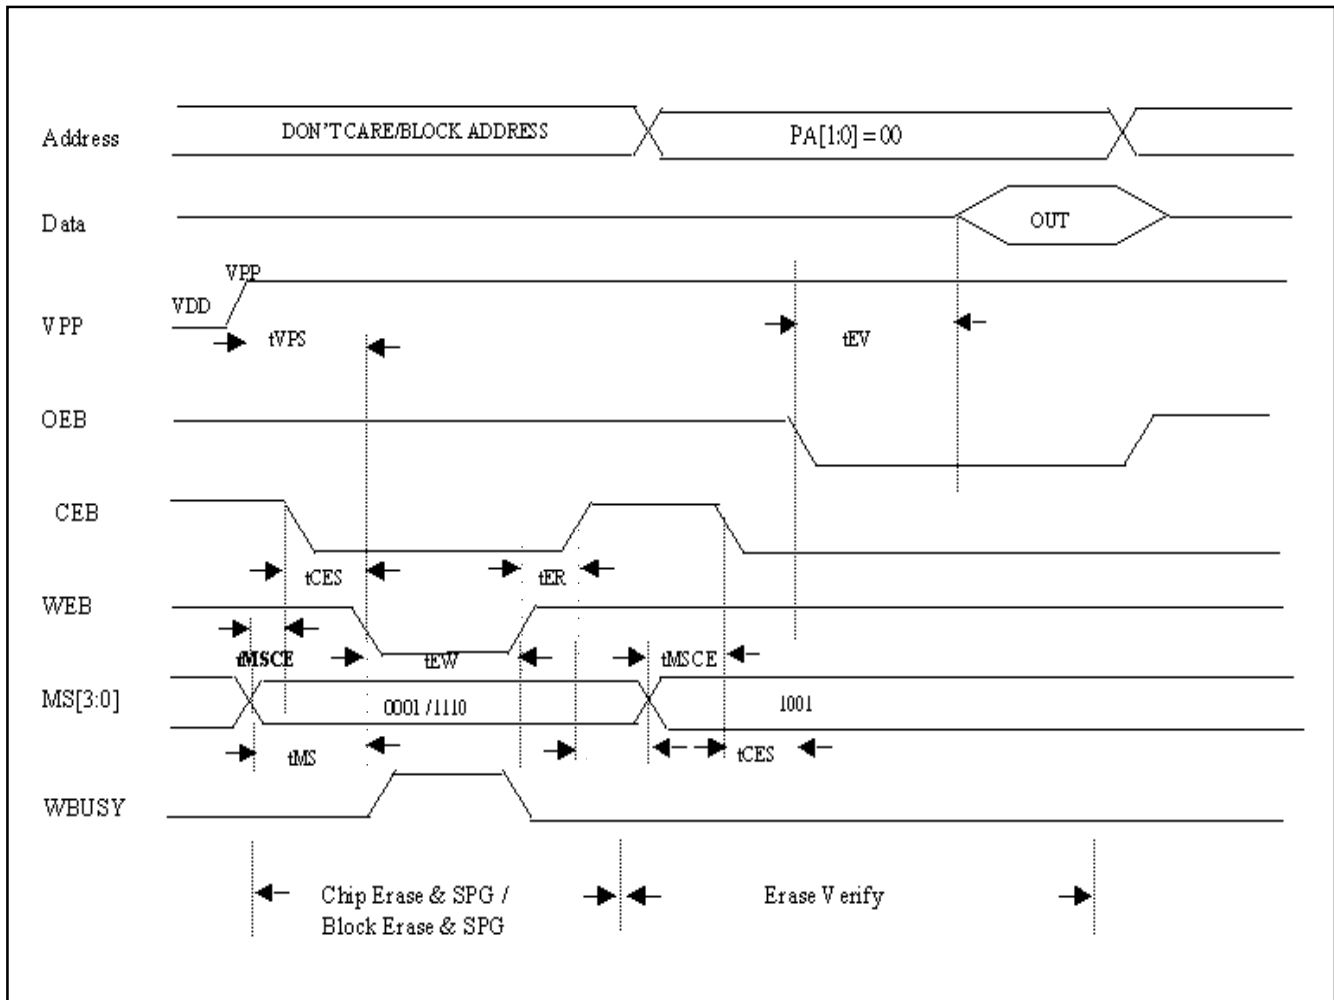 Address
DON'T CARE/BLOCK ADDRESS
PA[1:0] = 00
Data
OUT
VPP
VDD
VPP
tVPS
tEV
OEB
CEB
tCES
tER
WEB
tMSCE
tEW
tMSCE
MS[3:0]
0001 /1110
1001
tMS
tCES
WBUSY
Chip Erase & SPG /
Block Erase & SPG
Erase Verify